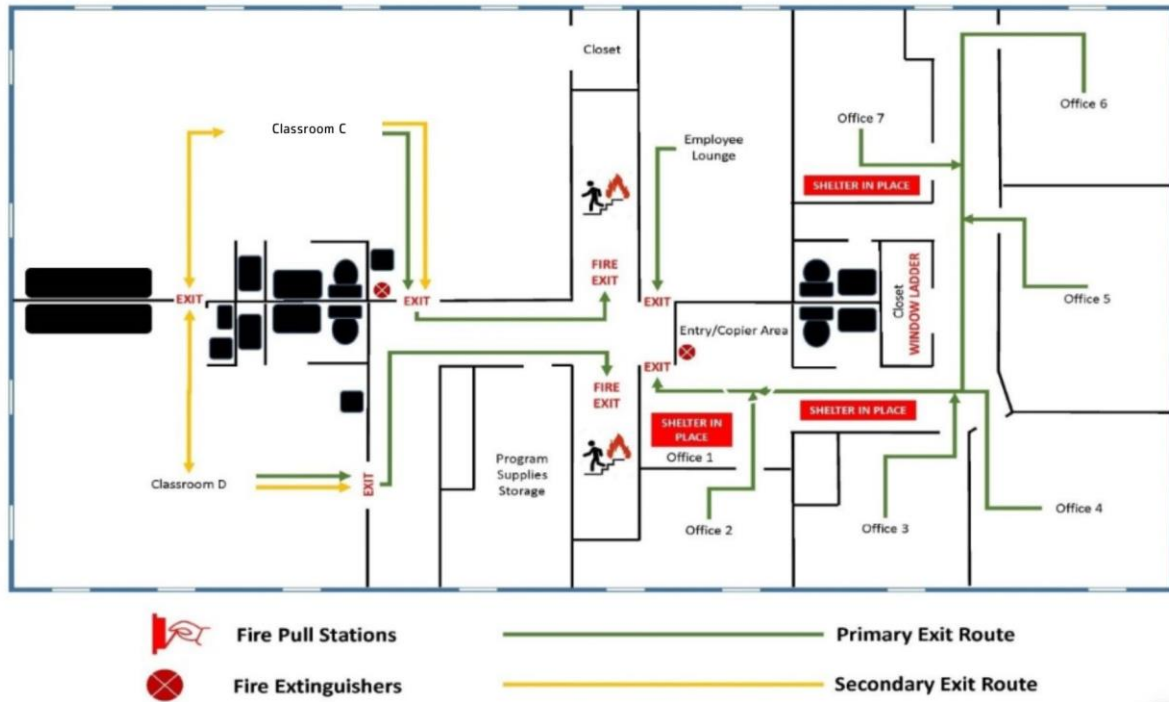 Closet
Classroom C
Employee
Lounge
Office 7
Office 6
SHELTER IN PLACE
FIRE
EXIT
EXIT
EXIT
EXIT
Entry/Copier Area
Closet
WINDOW LADDER
Office 5
EXIT
FIRE
EXIT
SHELTER IN PLACE
SHELTER IN
PLACE
Office 1
Program
Supplies
Storage
Classroom D
EXIT
Office 2
Office 3
Office 4
Fire Pull Stations
Primary Exit Route
Fire Extinguishers
Secondary Exit Route